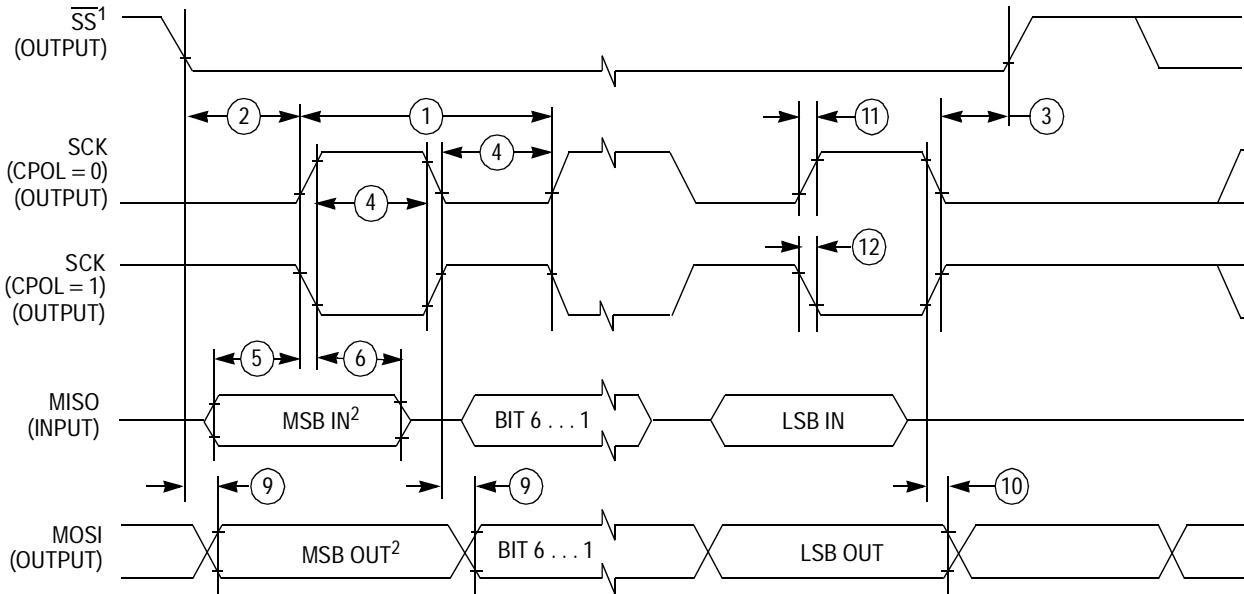 SS¹
(OUTPUT)
2
1
11
3
SCK
(CPOL = 0)
(OUTPUT)
4
4
SCK
(CPOL = 1)
(OUTPUT)
12
5
6
MISO
(INPUT)
MSB IN²
BIT 6 . . . 1
LSB IN
9
9
10
MOSI
(OUTPUT)
MSB OUT²
BIT 6 . . . 1
LSB OUT